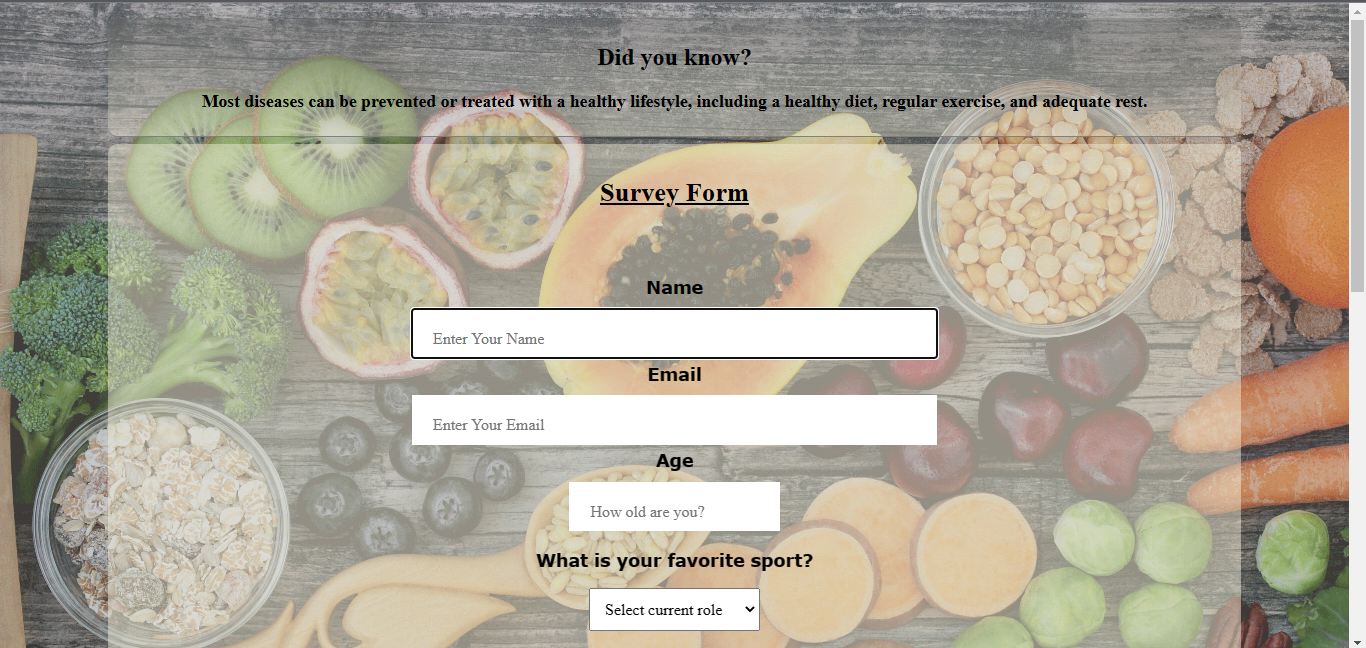 Did you know?
Most diseases can be prevented or treated with a healthy lifestyle, including a healthy diet, regular exercise, and adequate rest.
Survey Form
Name
Enter Your Name
Email
Enter Your Email
Age
How old are you?
What is your favorite sport?
Select current role